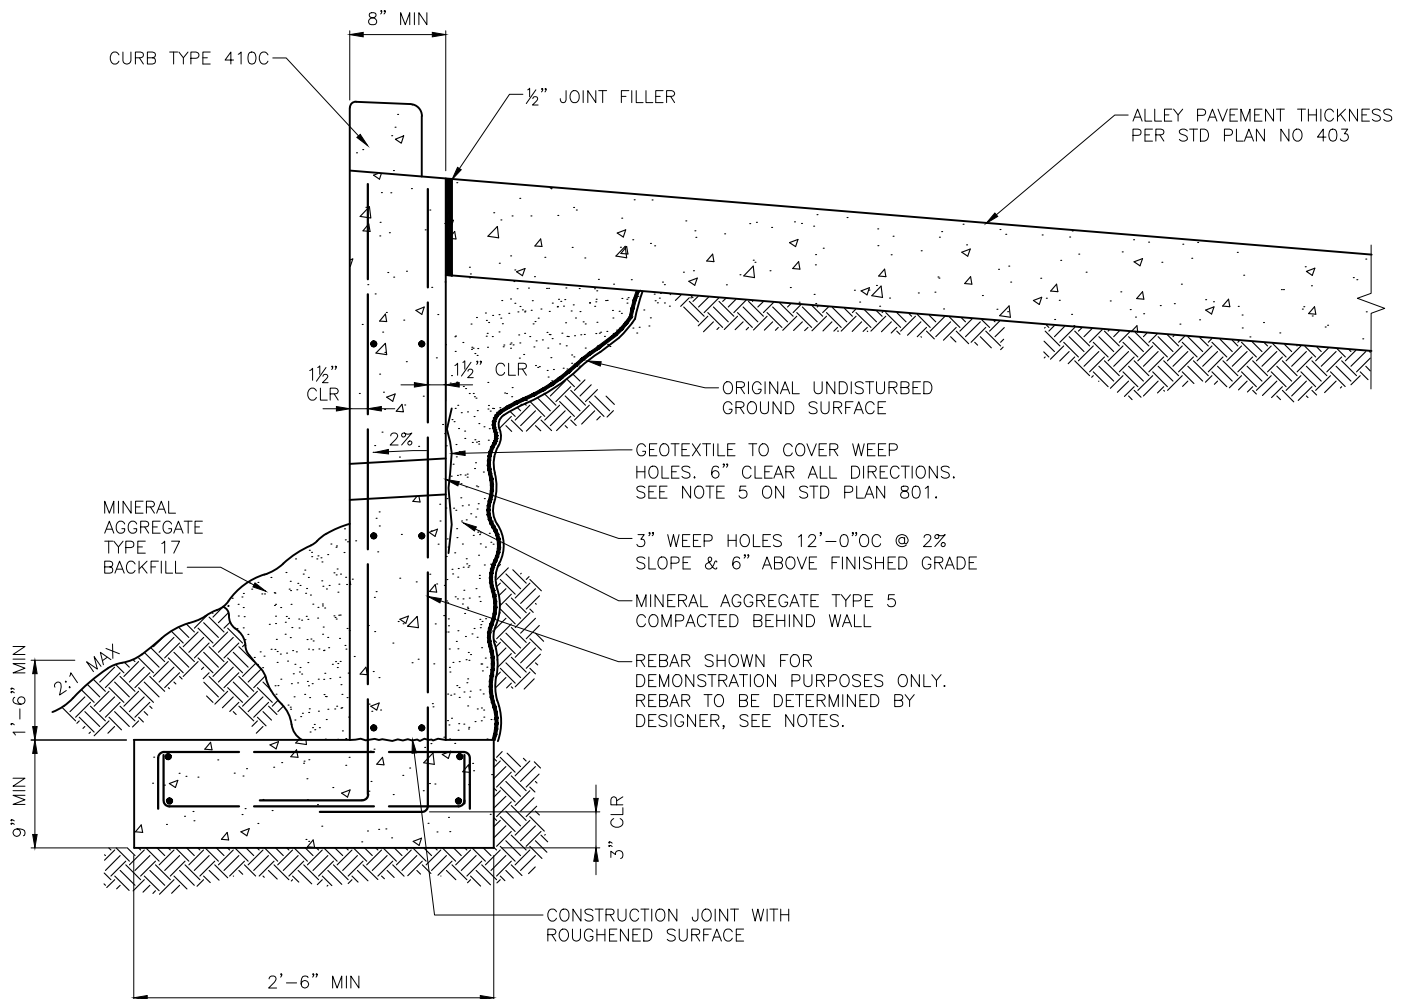 8" MIN
CURB TYPE 410C
½" JOINT FILLER
ALLEY PAVEMENT THICKNESS
PER STD PLAN NO 403
1½"
CLR
1½" CLR
ORIGINAL UNDISTURBED
GROUND SURFACE
2%
GEOTEXTILE TO COVER WEEP
HOLES. 6" CLEAR ALL DIRECTIONS.
SEE NOTE 5 ON STD PLAN 801.
MINERAL
AGGREGATE
TYPE 17
BACKFILL
3" WEEP HOLES 12'-0"OC @ 2%
SLOPE & 6" ABOVE FINISHED GRADE
MINERAL AGGREGATE TYPE 5
COMPACTED BEHIND WALL
REBAR SHOWN FOR
DEMONSTRATION PURPOSES ONLY.
REBAR TO BE DETERMINED BY
DESIGNER, SEE NOTES.
2:1 MAX
1'-6" MIN
9" MIN
3" CLR
CONSTRUCTION JOINT WITH
ROUGHENED SURFACE
2'-6" MIN